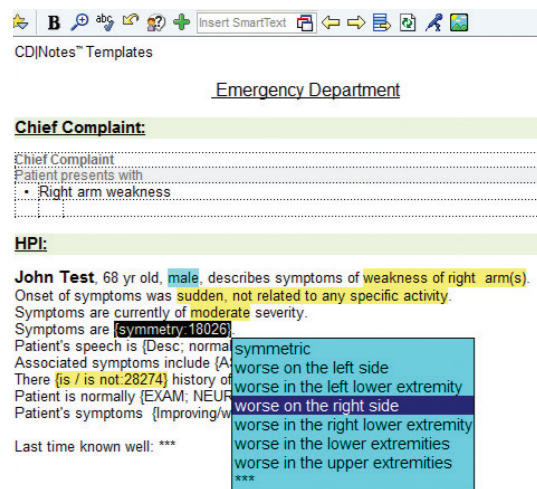 B abc Insert SmartText
CD|Notes™ Templates
Emergency Department
Chief Complaint:
Chief Complaint
Patient presents with
• Right arm weakness
HPI:
John Test, 68 yr old, male, describes symptoms of weakness of right arm(s).
Onset of symptoms was sudden, not related to any specific activity.
Symptoms are currently of moderate severity.
Symptoms are {symmetry:18026}.
Patient's speech is {Desc; normal
Associated symptoms include {AS
There {is / is not:28274} history of
Patient is normally {EXAM; NEUR
Patient's symptoms {Improving/w
Last time known well: ***
symmetric
worse on the left side
worse in the left lower extremity
worse on the right side
worse in the right lower extremity
worse in the lower extremities
worse in the upper extremities
***